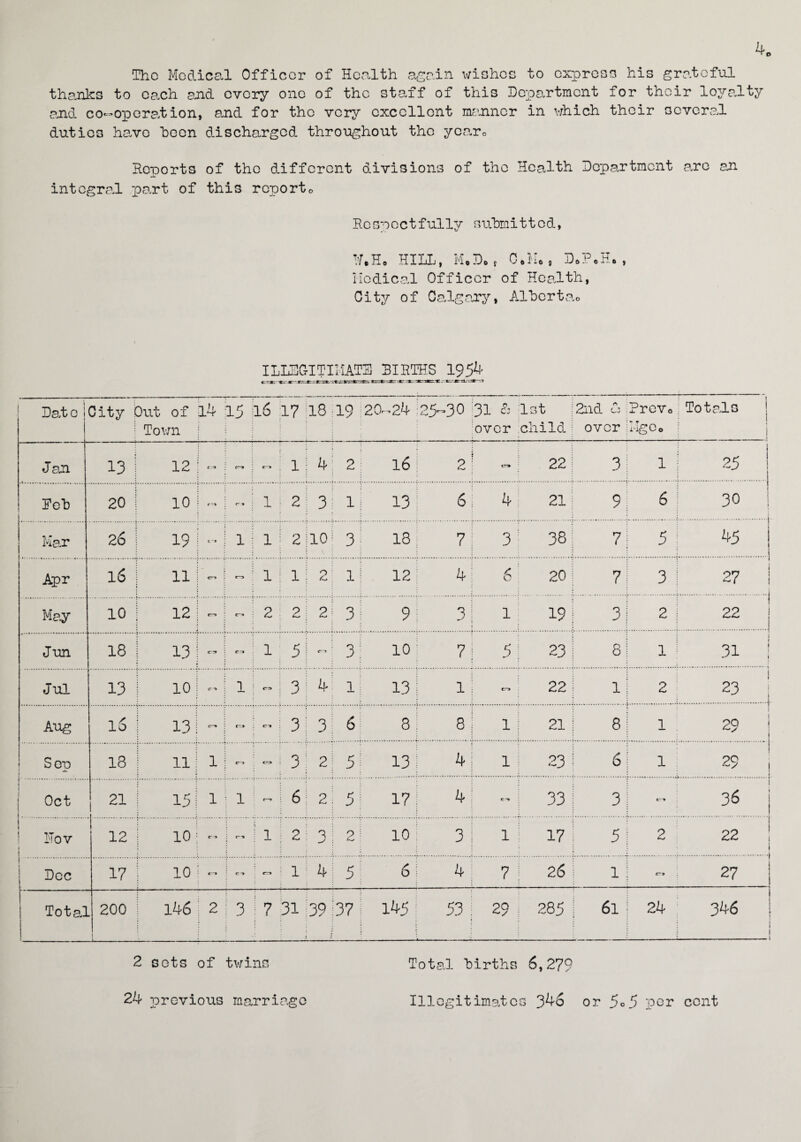 4.
The Medical Officer of Health again wishes to express his grateful
thanks to each and every one of the staff of this Department for their loyalty
and co-operation, and for the very excellent manner in which their several
duties have been discharged throughout the year.
Reports of the different divisions of the Health Department are an
integral part of this report.
Respectfully submitted,
W.H. HILL, M.D., C.M., D.P.H.,
Medical Officer of Health,
City of Calgary, Alberta.
ILLEGITIMATE BIRTHS 1954
Date City Out of 14 15 16 17 18 19 20-24 25-30 31 & 1st 2nd & Prev. Totals
Town over child over Mge.
Jan 13 12 - - - 1 4 2 16 2 - 22 3 1 25
Feb 20 10 - - 1 2 3 1 13 6 4 21 9 6 30
Mar 26 19 - 1 1 2 10 3 18 7 3 38 7 5 45
Apr 16 11 - - 1 1 2 1 12 4 6 20 7 3 27
May 10 12 - - 2 2 2 3 9 3 1 19 3 2 22
Jun 18 13 - - 1 5 - 3 10 7 5 23 8 1 31
Jul 13 10 - 1 - 3 4 1 13 1 - 22 1 2 23
Aug 16 13 - - - 3 3 6 8 8 1 21 8 1 29
Sep 18 11 1 - - 3 2 5 13 4 1 23 6 1 29
Oct 21 15 1 1 - 6 2 5 17 4 - 33 3 - 36
Nov 12 10 - - 1 2 3 2 10 3 1 17 5 2 22
Dec 17 10 - - - 1 4 5 6 4 7 26 1 - 27
Total 200 146 2 3 7 31 39 37 145 53 29 285 61 24 346
2 sets of twins Total births 6,279
24 previous marriage Illegitimates 346 or 5.5 per cent